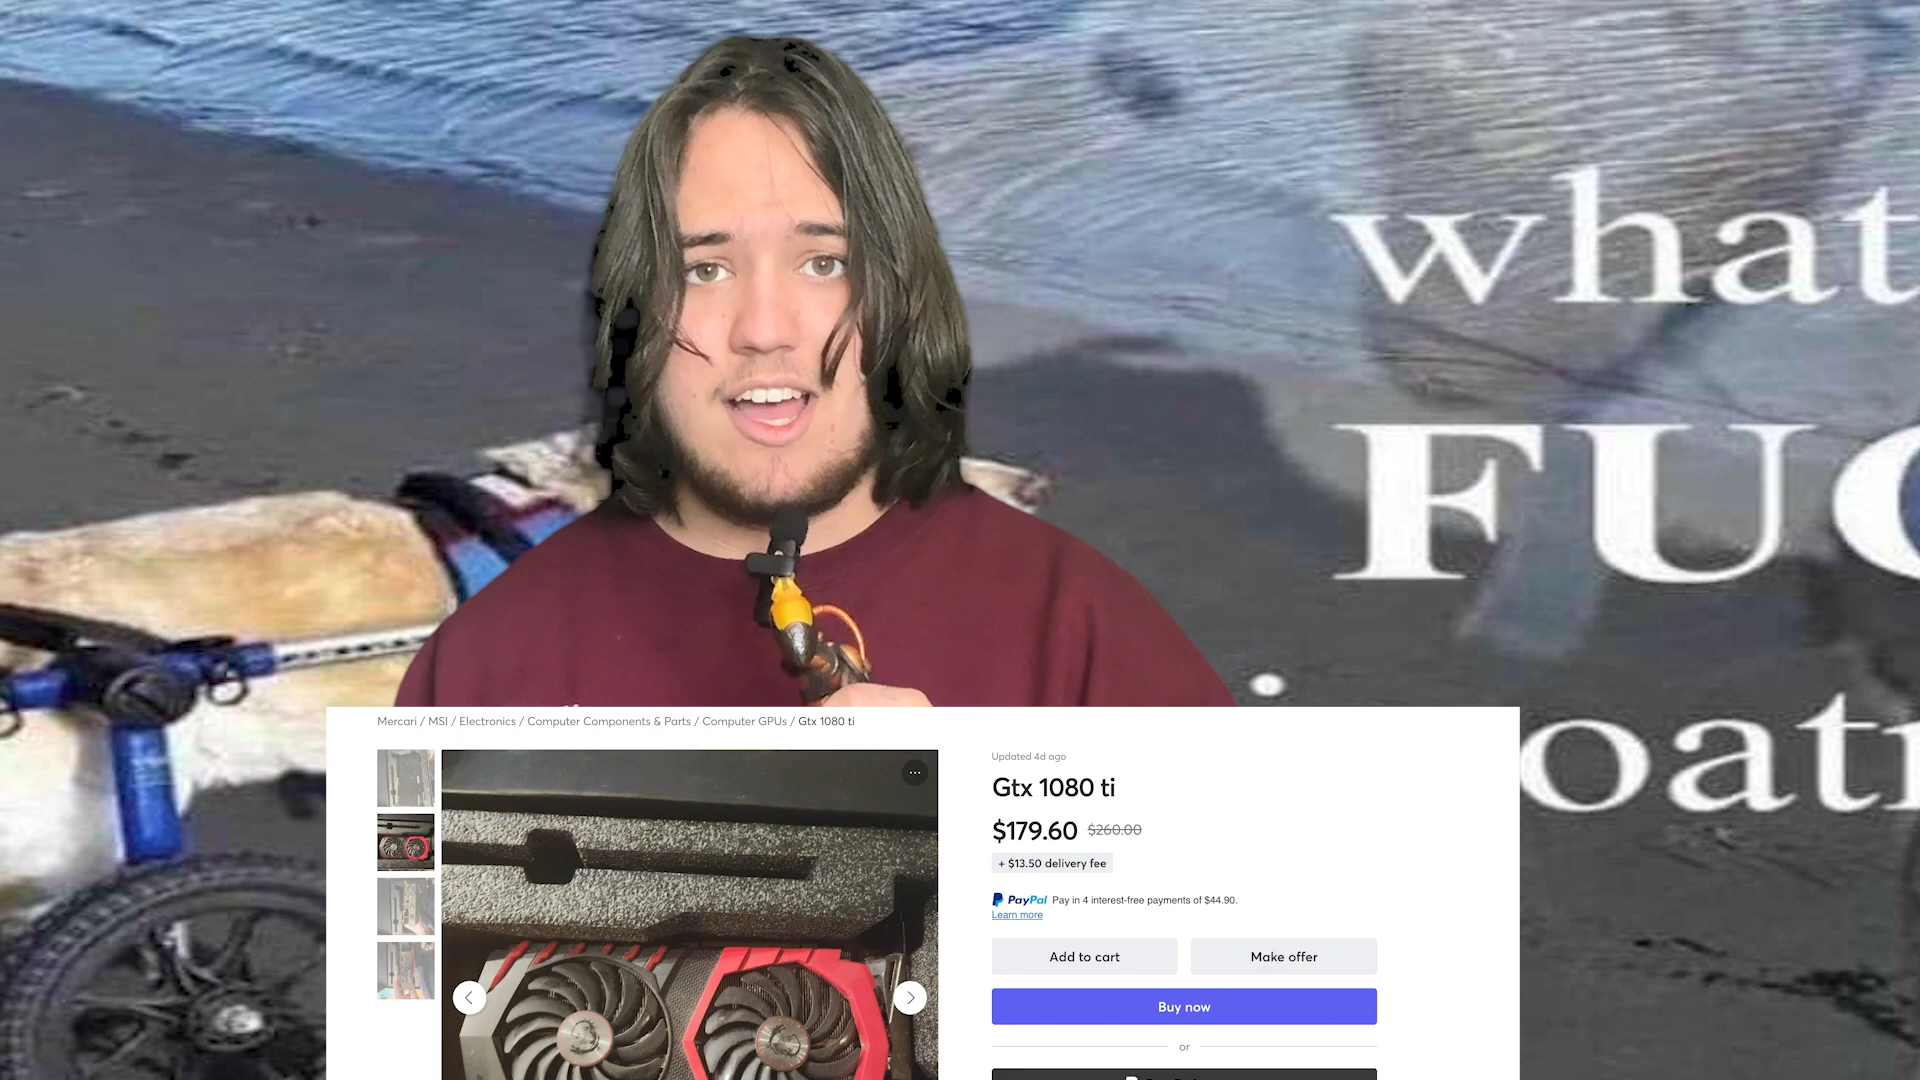 what
FUC
oatm
Mercari / MSI / Electronics / Computer Components & Parts / Computer GPUs / Gtx 1080 ti
Updated 4d ago
Gtx 1080 ti
$179.60 $260.00
+ $13.50 delivery fee
PayPal Pay in 4 interest-free payments of $44.90.
Learn more
Add to cart
Make offer
Buy now
or